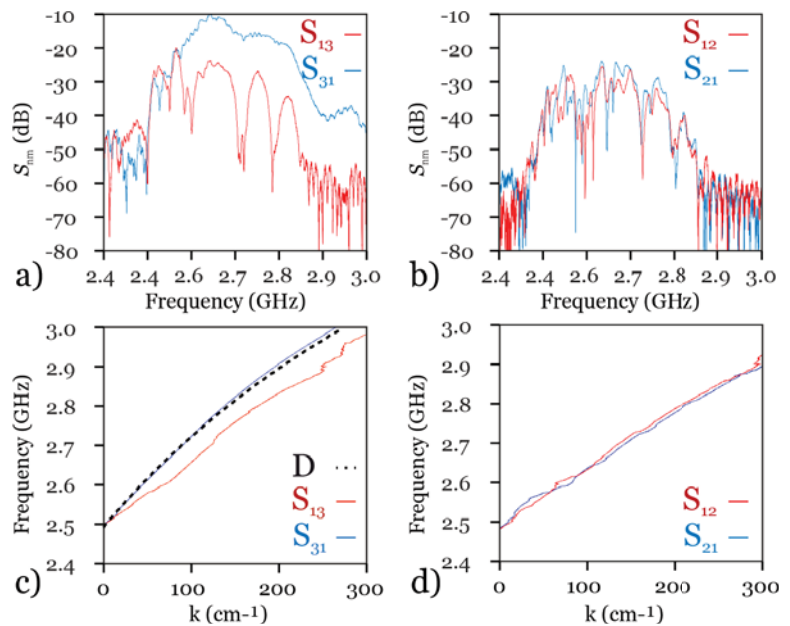 -10
-20
-30
-40
-50
-60
-70
-80
Sₙₘ (dB)
S₁₃
S₃₁
2.4 2.4 2.6 2.7 2.8 2.9 3.0
Frequency (GHz)
a)
-10
-20
-30
-40
-50
-60
-70
-80
Sₙₘ (dB)
S₁₂
S₂₁
2.4 2.4 2.6 2.7 2.8 2.9 3.0
Frequency (GHz)
b)
3.0
2.9
2.8
2.7
2.6
2.5
2.4
Frequency (GHz)
D
S₁₃
S₃₁
0 100 200 300
k (cm-1)
c)
3.0
2.9
2.8
2.7
2.6
2.5
2.4
Frequency (GHz)
S₁₂
S₂₁
0 100 200 300
k (cm-1)
d)